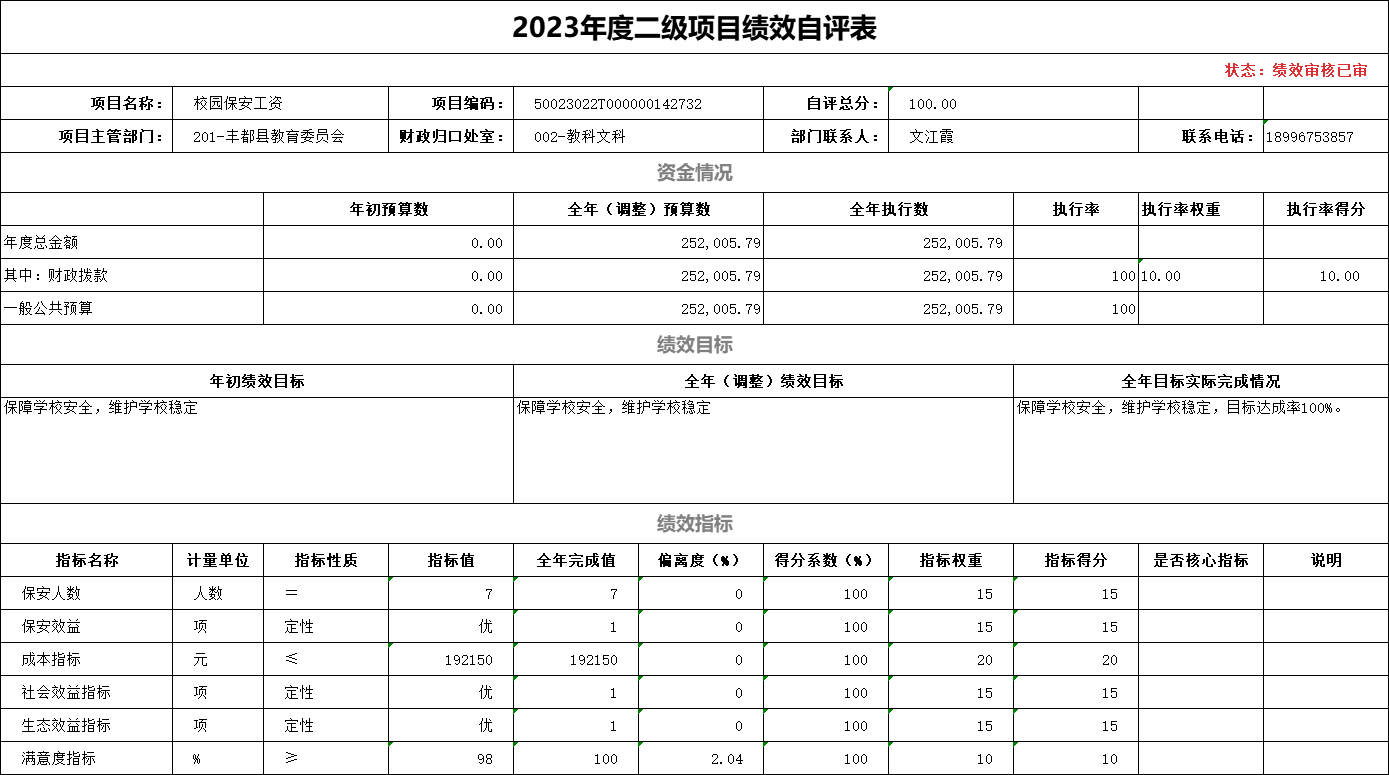 2023年度二级项目绩效自评表
状态：绩效审核已审
项目名称： 校园保安工资 项目编码： 50023022T000000142732 自评总分： 100.00
项目主管部门： 201-丰都县教育委员会 财政归口处室： 002-教科文科 部门联系人： 文江霞 联系电话： 18996753857
资金情况
年初预算数 全年（调整）预算数 全年执行数 执行率 执行率权重 执行率得分
年度总金额 0.00 252,005.79 252,005.79
其中：财政拨款 0.00 252,005.79 252,005.79 100 10.00 10.00
一般公共预算 0.00 252,005.79 252,005.79 100
绩效目标
年初绩效目标 全年（调整）绩效目标 全年目标实际完成情况
保障学校安全，维护学校稳定 保障学校安全，维护学校稳定 保障学校安全，维护学校稳定，目标达成率100%。
绩效指标
指标名称 计量单位 指标性质 指标值 全年完成值 偏离度（%） 得分系数（%） 指标权重 指标得分 是否核心指标 说明
保安人数 人数 ＝ 7 7 0 100 15 15
保安效益 项 定性 优 1 0 100 15 15
成本指标 元 ≤ 192150 192150 0 100 20 20
社会效益指标 项 定性 优 1 0 100 15 15
生态效益指标 项 定性 优 1 0 100 15 15
满意度指标 % ≥ 98 100 2.04 100 10 10